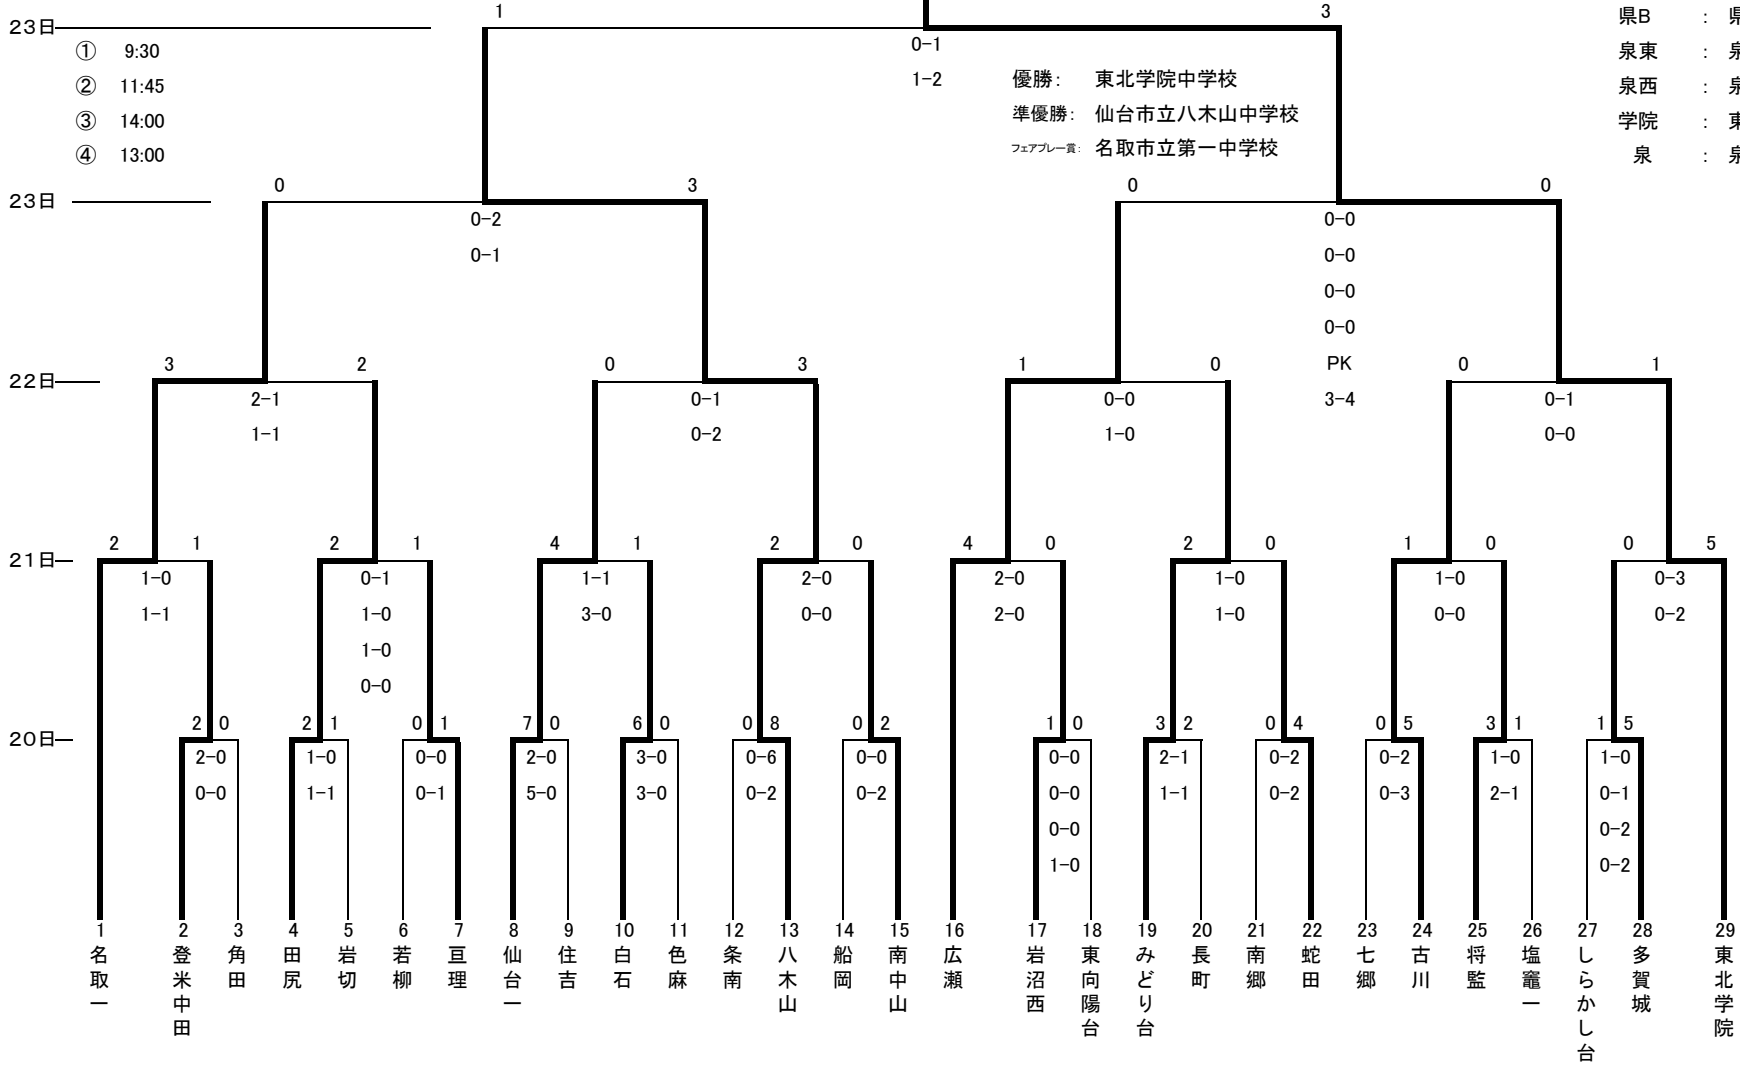 1 3
23日
① 9:30
② 11:45
③ 14:00
④ 13:00
0-1
1-2
優勝: 東北学院中学校
準優勝: 仙台市立八木山中学校
フェアプレー賞: 名取市立第一中学校
県B :
泉東 :
泉西 :
学院 :
泉 :
0 3 0 0
23日
0-2 0-0
0-1 0-0
0-0
0-0
PK
3-4
3 2 0 3 1 0 0 1
22日
2-1 0-1 0-0 0-1
1-1 0-2 1-0 0-0
2 1 2 1 4 1 2 0 4 0 2 0 1 0 0 5
21日
1-0 0-1 1-1 2-0 2-0 1-0 1-0 0-3
1-1 1-0 3-0 0-0 2-0 1-0 0-0 0-2
1-0
0-0
2 0 2 1 0 1 7 0 6 0 0 8 0 2 1 0 3 2 0 4 0 5 3 1 1 5
20日
2-0 1-0 0-0 2-0 3-0 0-6 0-0 0-0 2-1 0-2 0-2 1-0 1-0
0-0 1-1 0-1 5-0 3-0 0-2 0-2 0-0 1-1 0-2 0-3 2-1 0-1
0-0 0-2
1-0 0-2
1 2 3 4 5 6 7 8 9 10 11 12 13 14 15 16 17 18 19 20 21 22 23 24 25 26 27 28 29
名取一
登米中田
角田
田尻
岩切
若柳
亘理
仙台一
住吉
白石
色麻
条南
八木山
船岡
南中山
広瀬
岩沼西
東向陽台
みどり台
長町
南郷
蛇田
七郷
古川
将監
塩竈一
しらかし台
多賀城
東北学院